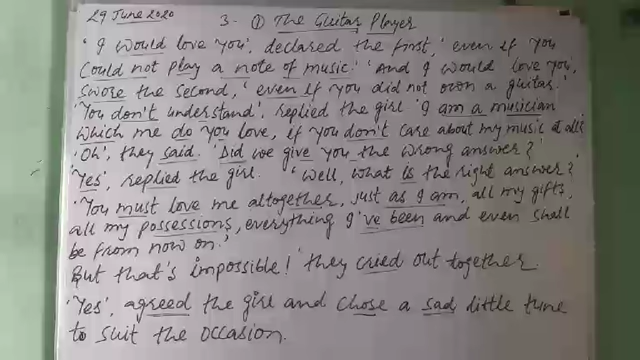 29 June 2020
3. ① The Guitar Player
'I would love you', declared the first, 'even if you
could not play a note of music.' 'And I would love you,
swore the second, 'even if you did not own a guitar.'
'You don't understand', replied the girl 'I am a musician
which me do you love, if you don't care about my music at all?'
'Oh', they said. 'Did we give you the wrong answer?'
'Yes, replied the girl. 'Well, what is the right answer?'
'You must love me altogether, just as I am, all my gifts,
all my possessions, everything I've been and even shall
be from now on.'
But that's impossible! they cried out together.
'Yes', agreed the girl and chose a sad, little tune
to suit the occasion.